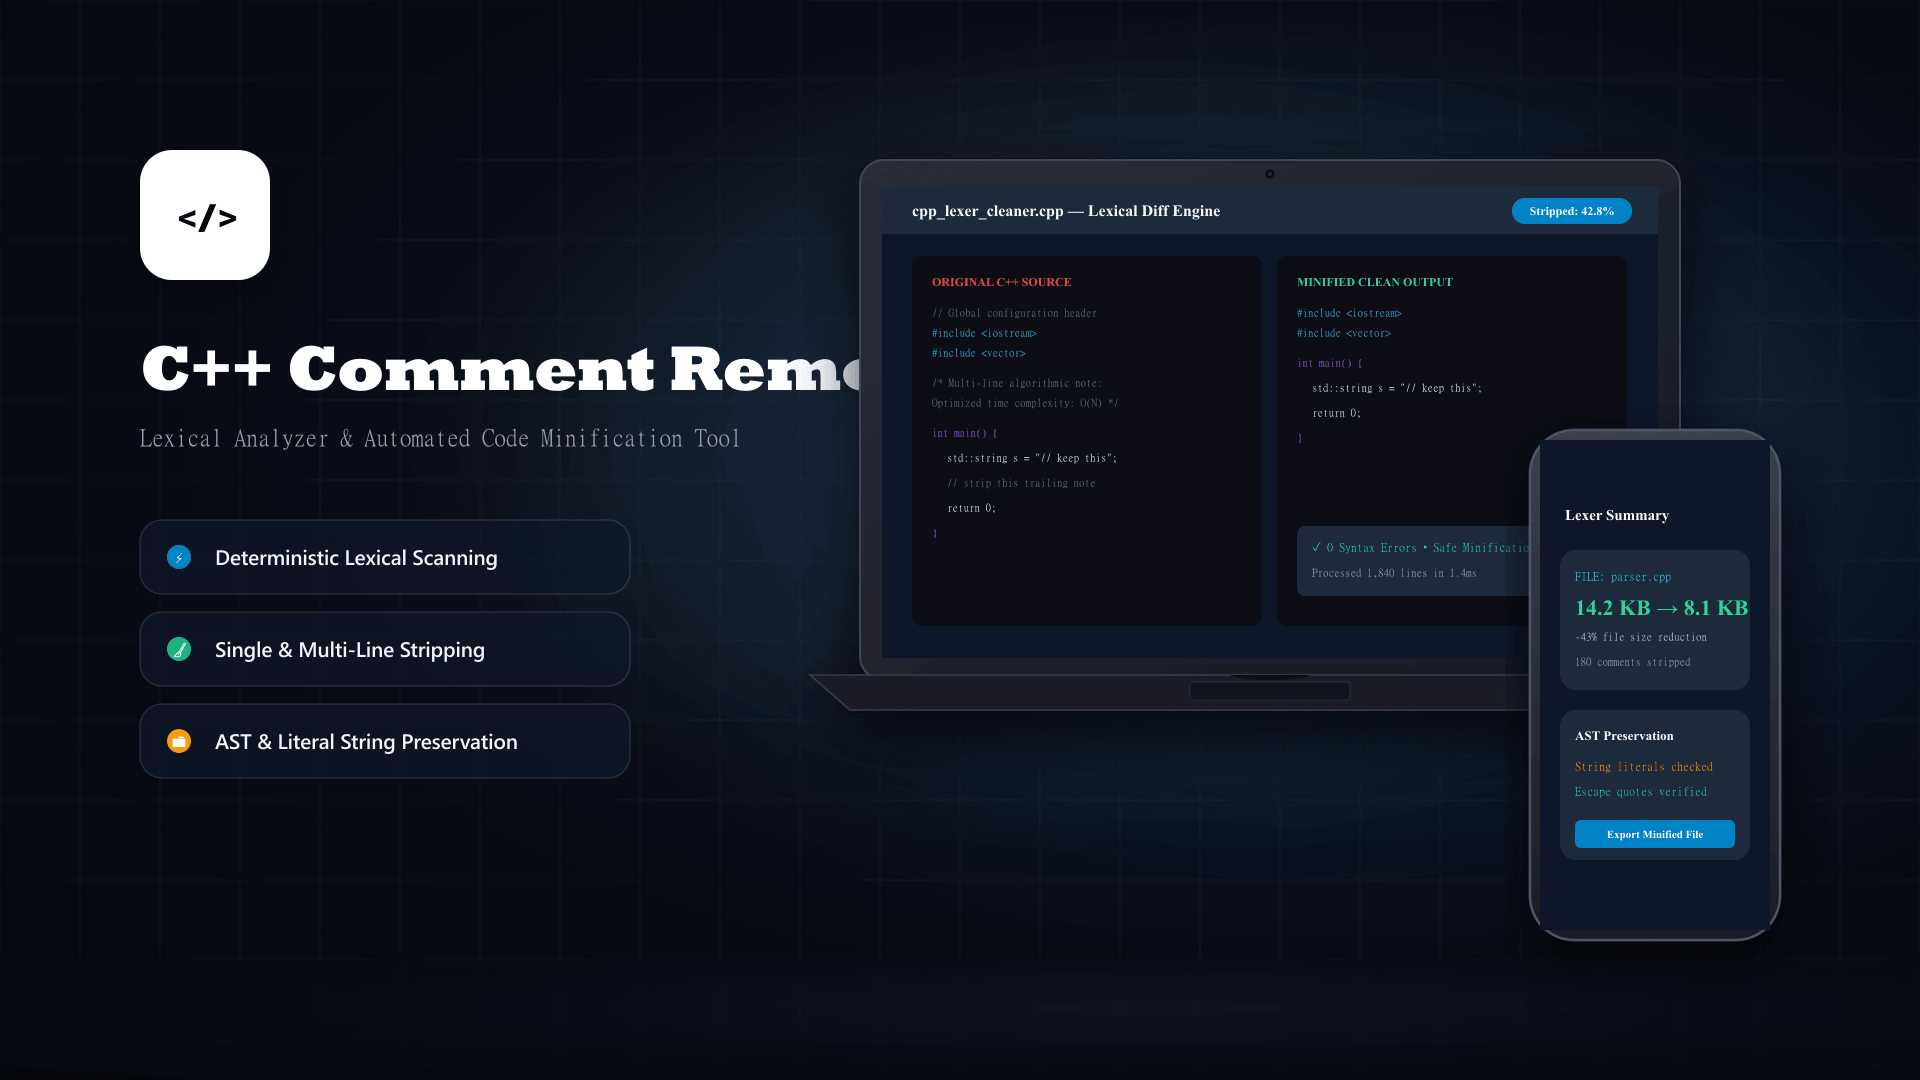 </>
C++ Comment
Lexical Analyzer & Automated Code Minification Tool
Deterministic Lexical Scanning
Single & Multi-Line Stripping
AST & Literal String Preservation
cpp_lexer_cleaner.cpp — Lexical Diff Engine
Stripped: 42.8%
ORIGINAL C++ SOURCE
// Global configuration header
#include <iostream>
#include <vector>
/* Multi-line algorithmic note:
Optimized time complexity: O(N) */
int main() {
std::string s = "// keep this";
// strip this trailing note
return 0;
}
MINIFIED CLEAN OUTPUT
#include <iostream>
#include <vector>
int main() {
std::string s = "// keep this";
return 0;
}
✓ 0 Syntax Errors • Safe
Processed 1,840 lines in 1.4ms
Lexer Summary
FILE: parser.cpp
14.2 KB → 8.1 KB
-43% file size reduction
180 comments stripped
AST Preservation
String literals checked
Escape quotes verified
Export Minified File